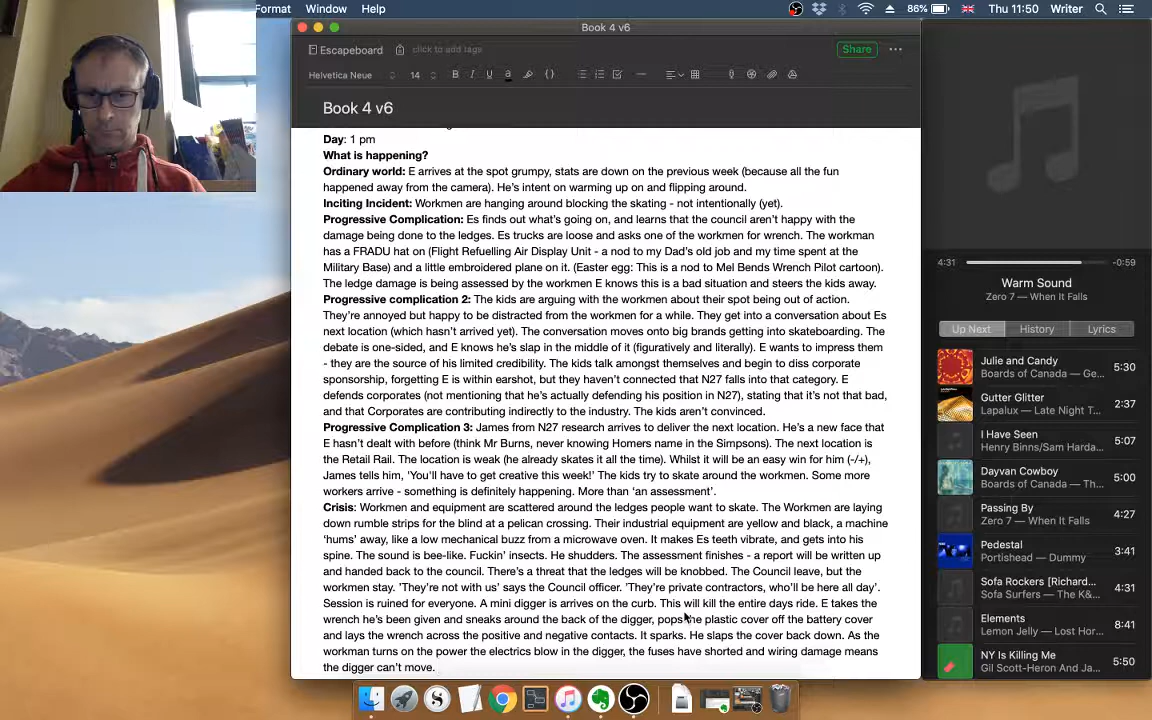 Format Window Help 86% Thu 11:50 Writer
Book 4 v6
Escapeboard click to add tags Share
Helvetica Neue 14 B I U a
Book 4 v6
Day: 1 pm
What is happening?
Ordinary world: E arrives at the spot grumpy, stats are down on the previous week (because all the fun
happened away from the camera). He's intent on warming up on and flipping around.
Inciting Incident: Workmen are hanging around blocking the skating - not intentionally (yet).
Progressive Complication: Es finds out what's going on, and learns that the council aren't happy with the
damage being done to the ledges. Es trucks are loose and asks one of the workmen for wrench. The workman
has a FRADU hat on (Flight Refuelling Air Display Unit - a nod to my Dad's old job and my time spent at the
Military Base) and a little embroidered plane on it. (Easter egg: This is a nod to Mel Bends Wrench Pilot cartoon).
The ledge damage is being assessed by the workmen E knows this is a bad situation and steers the kids away.
Progressive complication 2: The kids are arguing with the workmen about their spot being out of action.
They're annoyed but happy to be distracted from the workmen for a while. They get into a conversation about Es
next location (which hasn't arrived yet). The conversation moves onto big brands getting into skateboarding. The
debate is one-sided, and E knows he's slap in the middle of it (figuratively and literally). E wants to impress them
- they are the source of his limited credibility. The kids talk amongst themselves and begin to diss corporate
sponsorship, forgetting E is within earshot, but they haven't connected that N27 falls into that category. E
defends corporates (not mentioning that he's actually defending his position in N27), stating that it's not that bad,
and that Corporates are contributing indirectly to the industry. The kids aren't convinced.
Progressive Complication 3: James from N27 research arrives to deliver the next location. He's a new face that
E hasn't dealt with before (think Mr Burns, never knowing Homers name in the Simpsons). The next location is
the Retail Rail. The location is weak (he already skates it all the time). Whilst it will be an easy win for him (-/+),
James tells him, 'You'll have to get creative this week!' The kids try to skate around the workmen. Some more
workers arrive - something is definitely happening. More than 'an assessment'.
Crisis: Workmen and equipment are scattered around the ledges people want to skate. The Workmen are laying
down rumble strips for the blind at a pelican crossing. Their industrial equipment are yellow and black, a machine
'hums' away, like a low mechanical buzz from a microwave oven. It makes Es teeth vibrate, and gets into his
spine. The sound is bee-like. Fuckin' insects. He shudders. The assessment finishes - a report will be written up
and handed back to the council. There's a threat that the ledges will be knobbed. The Council leave, but the
workmen stay. 'They're not with us' says the Council officer. 'They're private contractors, who'll be here all day'.
Session is ruined for everyone. A mini digger is arrives on the curb. This will kill the entire days ride. E takes the
wrench he's been given and sneaks around the back of the digger, pops the plastic cover off the battery cover
and lays the wrench across the positive and negative contacts. It sparks. He slaps the cover back down. As the
workman turns on the power the electrics blow in the digger, the fuses have shorted and wiring damage means
the digger can't move.
4:31 -0:59
Warm Sound
Zero 7 — When It Falls
Up Next History Lyrics
Julie and Candy
Boards of Canada — Ge... 5:30
Gutter Glitter
Lapalux — Late Night T... 2:37
I Have Seen
Henry Binns/Sam Harda... 5:07
Dayvan Cowboy
Boards of Canada — Th... 5:00
Passing By
Zero 7 — When It Falls 4:27
Pedestal
Portishead — Dummy 3:41
Sofa Rockers [Richard...
Sofa Surfers — The K&... 4:31
Elements
Lemon Jelly — Lost Hor... 8:41
NY Is Killing Me
Gil Scott-Heron And Ja... 5:50